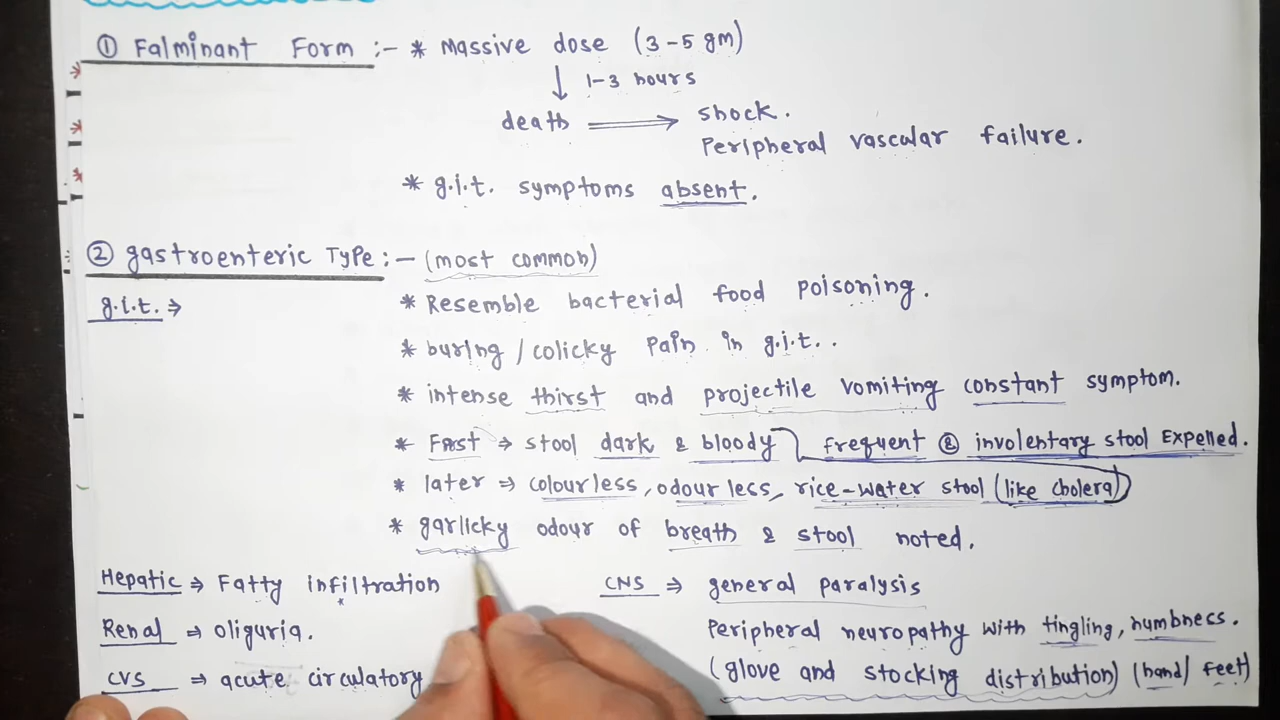 ① Falminant Form :- * Massive dose (3-5 gm)
↓ 1-3 hours
death ⟹ shock.
Peripheral vascular failure.
* g.i.t. symptoms absent.
② gastroenteric Type :- (most common)
g.i.t. ⇒
* Resemble bacterial food poisoning.
* buring / colicky pain in g.i.t..
* intense thirst and projectile vomiting constant symptom.
* First → stool dark & bloody frequent @ involentary stool Expelled.
* later ⇒ colourless, odourless, rice-water stool (like cholera)
* garlicky odour of breath & stool noted.
Hepatic ⇒ Fatty infiltration
Renal ⇒ oliguria.
CVS ⇒ acute circulatory
CNS ⇒ general paralysis
Peripheral neuropathy with tingling, numbness.
(glove and stocking distribution) (hand/ feet)